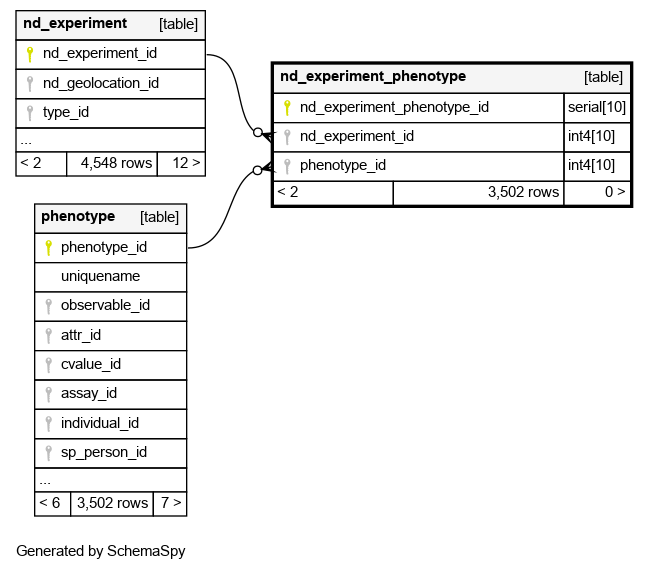 nd_experiment [table]
nd_experiment_id
nd_geolocation_id
type_id
...
< 2 4,548 rows 12 >
nd_experiment_phenotype [table]
nd_experiment_phenotype_id serial[10]
nd_experiment_id int4[10]
phenotype_id int4[10]
< 2 3,502 rows 0 >
phenotype [table]
phenotype_id
uniquename
observable_id
attr_id
cvalue_id
assay_id
individual_id
sp_person_id
...
< 6 3,502 rows 7 >
Generated by SchemaSpy